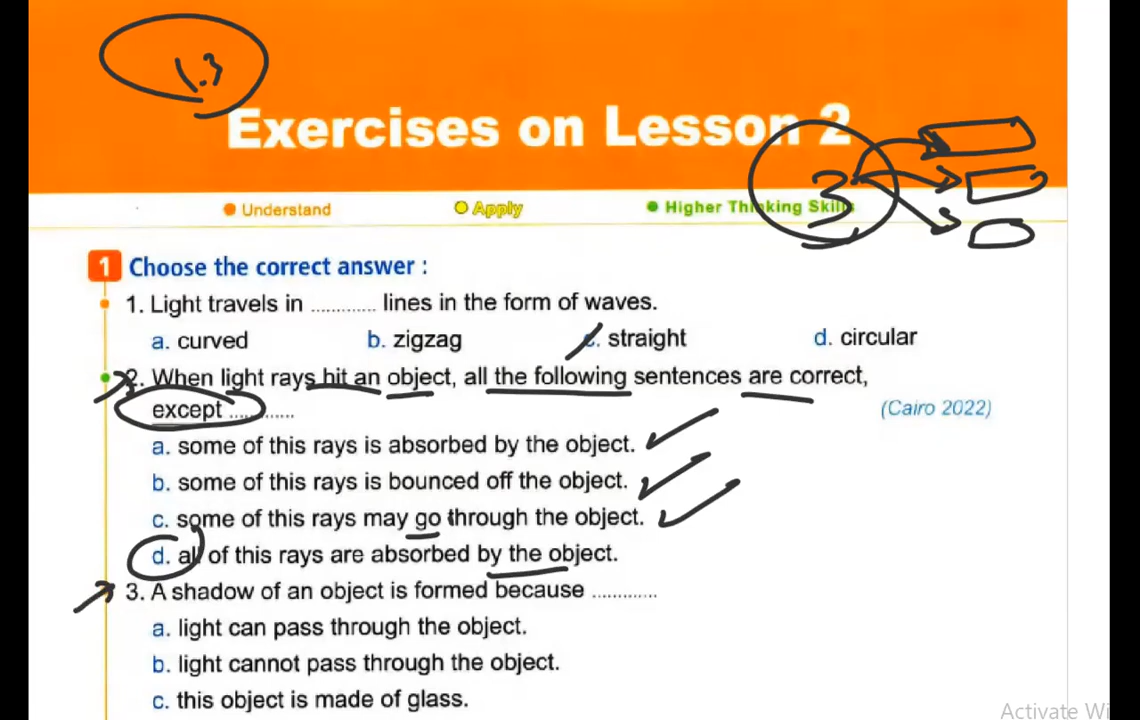 1.3
Exercises on Lesson 2
3
Understand Apply Higher Thinking Skills
1 Choose the correct answer :
1. Light travels in ............. lines in the form of waves.
a. curved b. zigzag c. straight d. circular
2. When light rays hit an object, all the following sentences are correct,
except ............. (Cairo 2022)
a. some of this rays is absorbed by the object.
b. some of this rays is bounced off the object.
c. some of this rays may go through the object.
d. all of this rays are absorbed by the object.
3. A shadow of an object is formed because .............
a. light can pass through the object.
b. light cannot pass through the object.
c. this object is made of glass.
Activate Wi